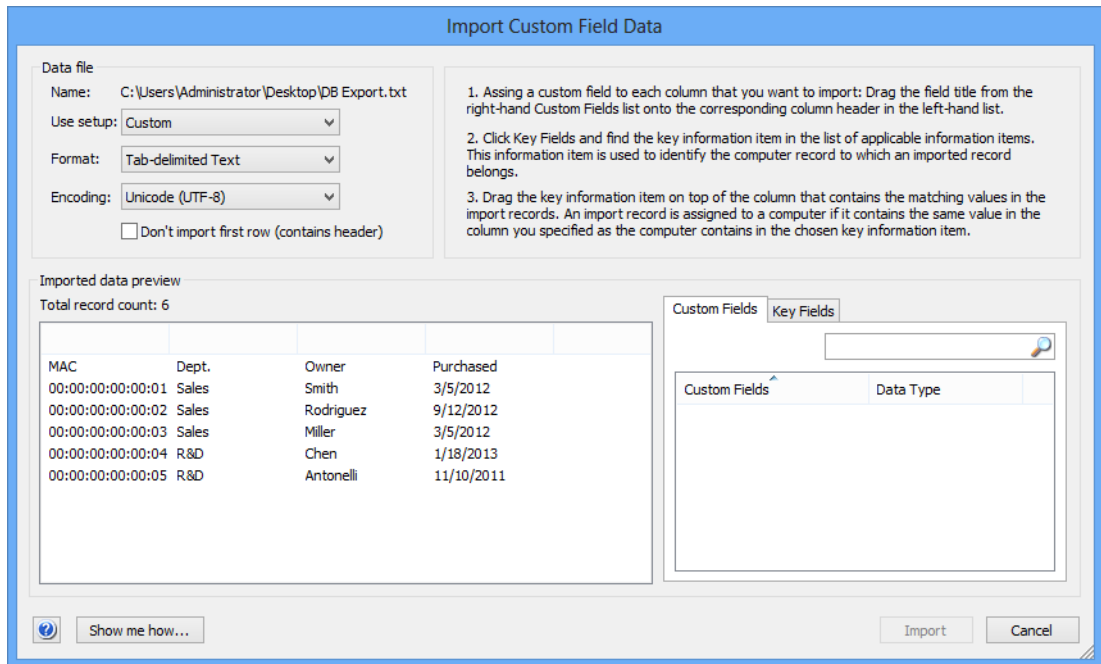 Import Custom Field Data
Data file
Name: C:\Users\Administrator\Desktop\DB Export.txt
Use setup: Custom
Format: Tab-delimited Text
Encoding: Unicode (UTF-8)
Don't import first row (contains header)
1. Assing a custom field to each column that you want to import: Drag the field title from the
right-hand Custom Fields list onto the corresponding column header in the left-hand list.
2. Click Key Fields and find the key information item in the list of applicable information items.
This information item is used to identify the computer record to which an imported record
belongs.
3. Drag the key information item on top of the column that contains the matching values in the
import records. An import record is assigned to a computer if it contains the same value in the
column you specified as the computer contains in the chosen key information item.
Imported data preview
Total record count: 6
MAC Dept. Owner Purchased
00:00:00:00:00:01 Sales Smith 3/5/2012
00:00:00:00:00:02 Sales Rodriguez 9/12/2012
00:00:00:00:00:03 Sales Miller 3/5/2012
00:00:00:00:00:04 R&D Chen 1/18/2013
00:00:00:00:00:05 R&D Antonelli 11/10/2011
Custom Fields Key Fields
Custom Fields Data Type
Show me how...
Import Cancel